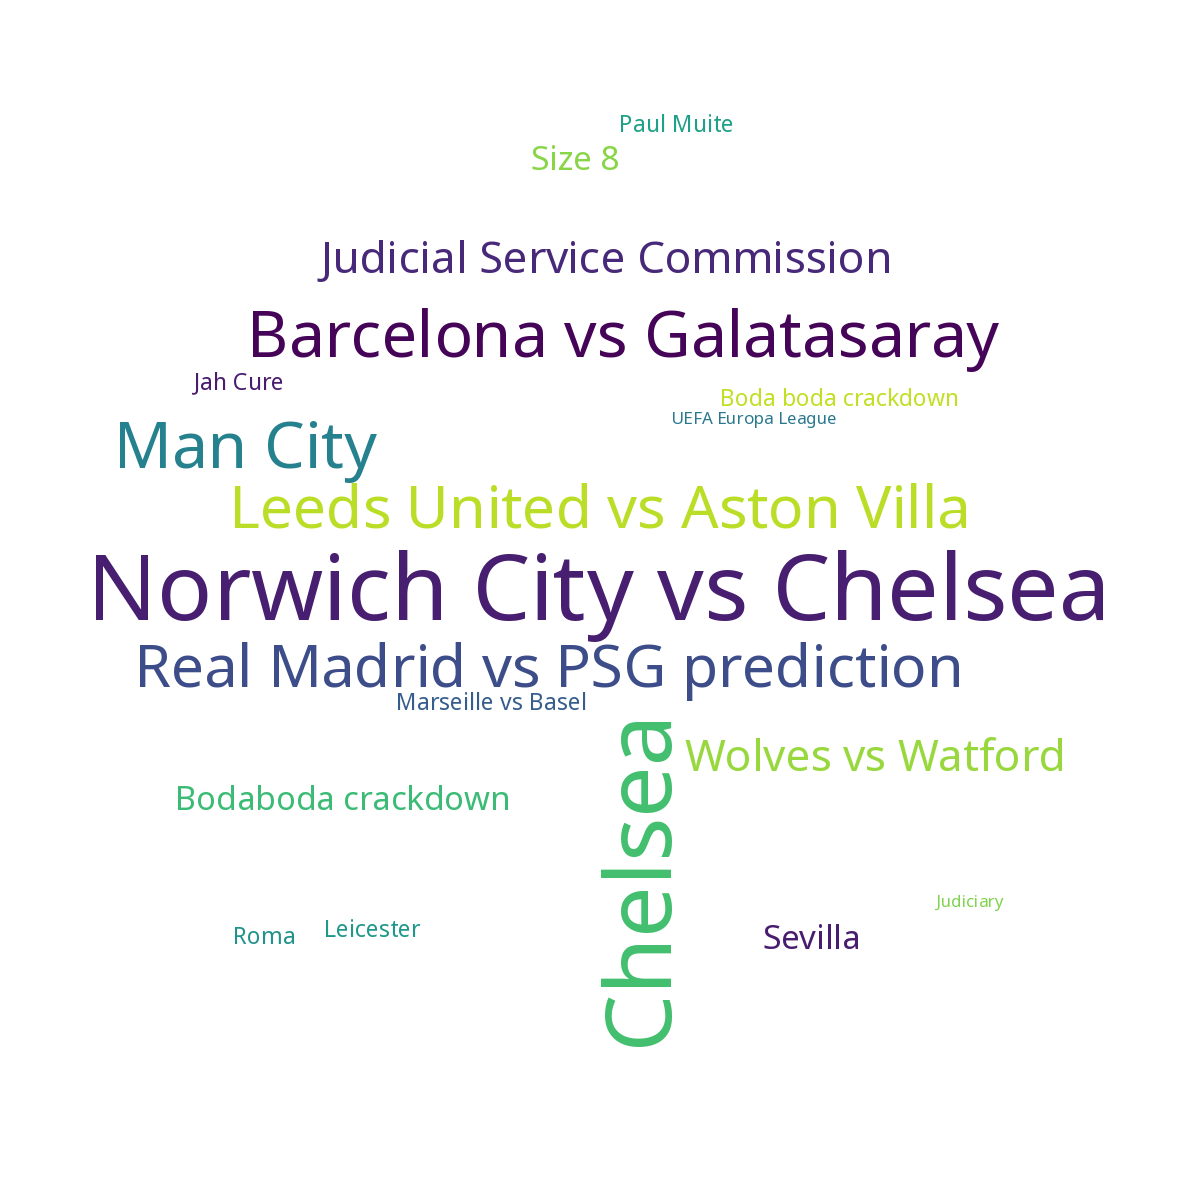 Paul Muite
Size 8
Judicial Service Commission
Barcelona vs Galatasaray
Jah Cure
Boda boda crackdown
UEFA Europa League
Man City
Leeds United vs Aston Villa
Norwich City vs Chelsea
Real Madrid vs PSG prediction
Marseille vs Basel
Chelsea
Wolves vs Watford
Bodaboda crackdown
Judiciary
Roma
Leicester
Sevilla